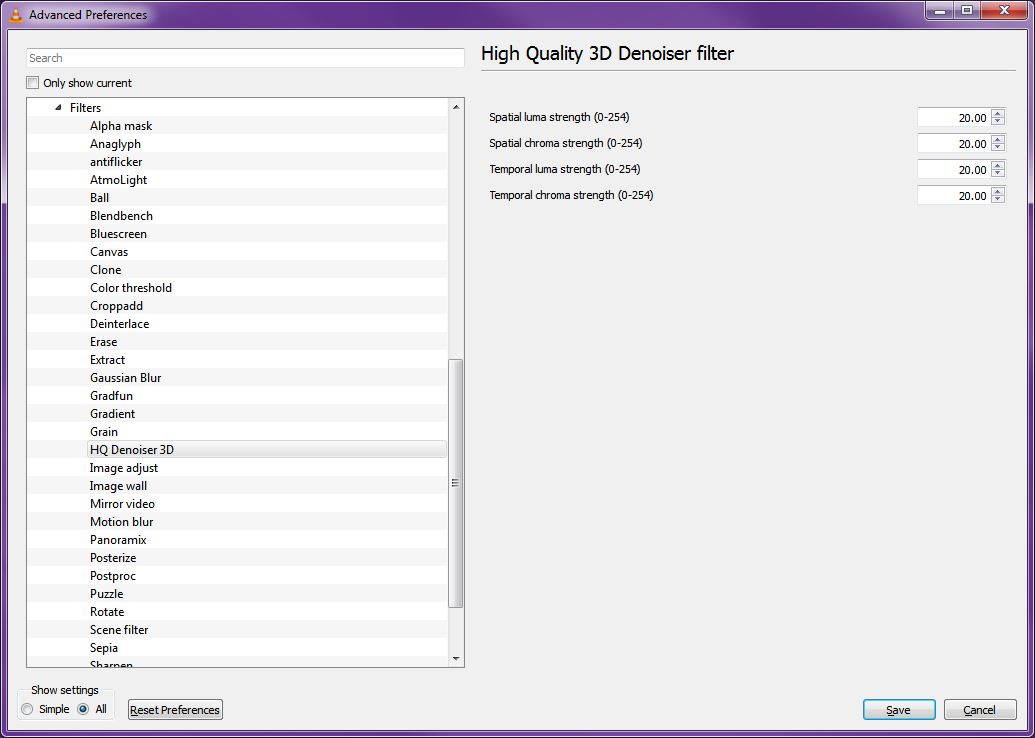 Advanced Preferences
Search
Only show current
Filters
Alpha mask
Anaglyph
antiflicker
AtmoLight
Ball
Blendbench
Bluescreen
Canvas
Clone
Color threshold
Croppadd
Deinterlace
Erase
Extract
Gaussian Blur
Gradfun
Gradient
Grain
HQ Denoiser 3D
Image adjust
Image wall
Mirror video
Motion blur
Panoramix
Posterize
Postproc
Puzzle
Rotate
Scene filter
Sepia
Sharpen
High Quality 3D Denoiser filter
Spatial luma strength (0-254) 20.00
Spatial chroma strength (0-254) 20.00
Temporal luma strength (0-254) 20.00
Temporal chroma strength (0-254) 20.00
Show settings
Simple All Reset Preferences Save Cancel